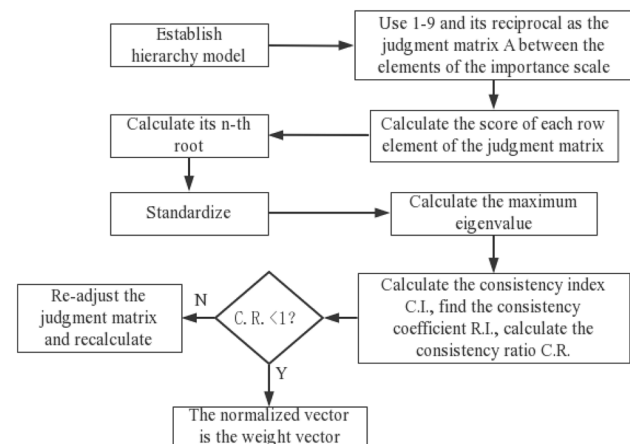 Establish
hierarchy model
Use 1-9 and its reciprocal as the
judgment matrix A between the
elements of the importance scale
Calculate its n-th
root
Calculate the score of each row
element of the judgment matrix
Standardize
Calculate the maximum
eigenvalue
Re-adjust the
judgment matrix
and recalculate
N
C.R.<1?
Calculate the consistency index
C.I., find the consistency
coefficient R.I., calculate the
consistency ratio C.R.
Y
The normalized vector
is the weight vector